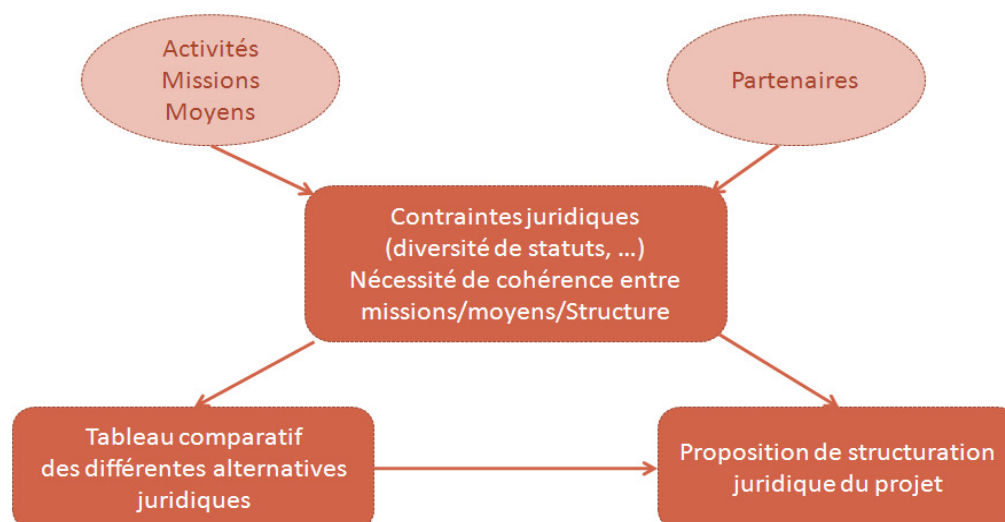 Activités
Missions
Moyens
Partenaires
Contraintes juridiques
(diversité de statuts, ...)
Nécessité de cohérence entre
missions/moyens/Structure
Tableau comparatif
des différentes alternatives
juridiques
Proposition de structuration
juridique du projet